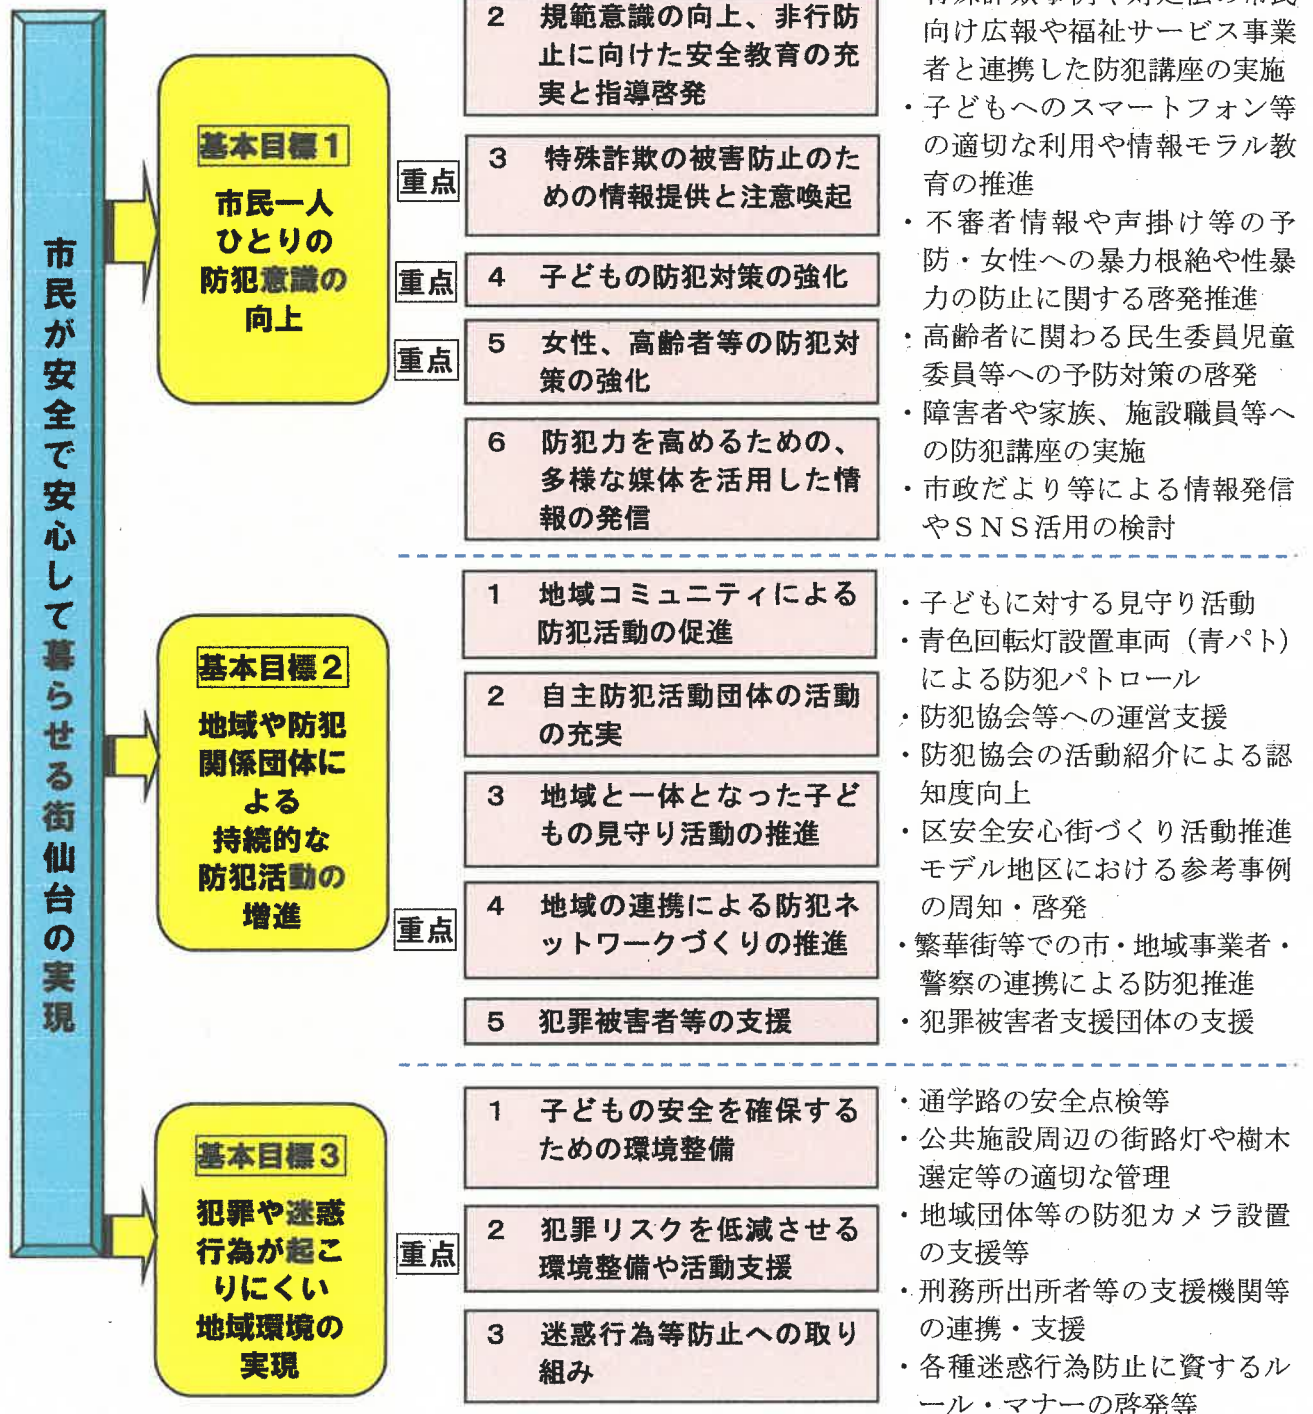 市民が安全で安心して暮らせる街仙台の実現
基本目標１
市民一人
ひとりの
防犯意識の
向上
2 規範意識の向上、非行防
止に向けた安全教育の充
実と指導啓発
重点
3 特殊詐欺の被害防止のた
めの情報提供と注意喚起
重点
4 子どもの防犯対策の強化
重点
5 女性、高齢者等の防犯対
策の強化
6 防犯力を高めるための、
多様な媒体を活用した情
報の発信
向け広報や福祉サービス事業
者と連携した防犯講座の実施
・子どもへのスマートフォン等
の適切な利用や情報モラル教
育の推進
・不審者情報や声掛け等の予
防・女性への暴力根絶や性暴
力の防止に関する啓発推進
・高齢者に関わる民生委員児童
委員等への予防対策の啓発
・障害者や家族、施設職員等へ
の防犯講座の実施
・市政だより等による情報発信
やＳＮＳ活用の検討
基本目標２
地域や防犯
関係団体に
よる
持続的な
防犯活動の
増進
1 地域コミュニティによる
防犯活動の促進
2 自主防犯活動団体の活動
の充実
3 地域と一体となった子ど
もの見守り活動の推進
重点
4 地域の連携による防犯ネ
ットワークづくりの推進
5 犯罪被害者等の支援
・子どもに対する見守り活動
・青色回転灯設置車両（青パト）
による防犯パトロール
・防犯協会等への運営支援
・防犯協会の活動紹介による認
知度向上
・区安全安心街づくり活動推進
モデル地区における参考事例
の周知・啓発
・繁華街等での市・地域事業者・
警察の連携による防犯推進
・犯罪被害者支援団体の支援
基本目標３
犯罪や迷惑
行為が起こ
りにくい
地域環境の
実現
1 子どもの安全を確保する
ための環境整備
重点
2 犯罪リスクを低減させる
環境整備や活動支援
3 迷惑行為等防止への取り
組み
・通学路の安全点検等
・公共施設周辺の街路灯や樹木
選定等の適切な管理
・地域団体等の防犯カメラ設置
の支援等
・刑務所出所者等の支援機関等
の連携・支援
・各種迷惑行為防止に資するル
ール・マナーの啓発等